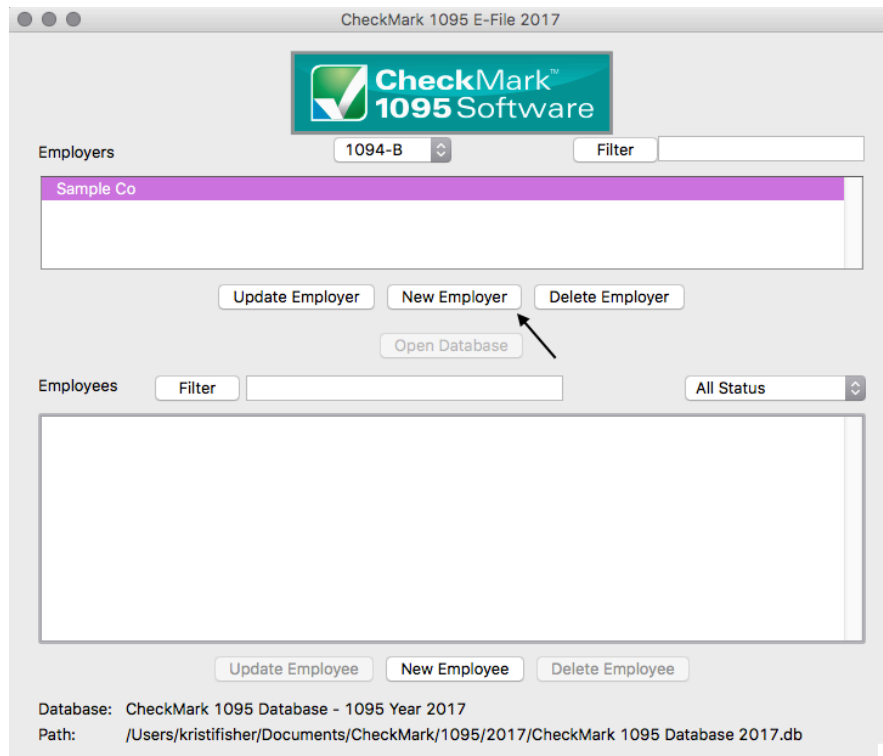 CheckMark 1095 E-File 2017
CheckMark™
1095 Software
Employers 1094-B Filter
Sample Co
Update Employer New Employer Delete Employer
Open Database
Employees Filter All Status
Update Employee New Employee Delete Employee
Database: CheckMark 1095 Database - 1095 Year 2017
Path: /Users/kristifisher/Documents/CheckMark/1095/2017/CheckMark 1095 Database 2017.db